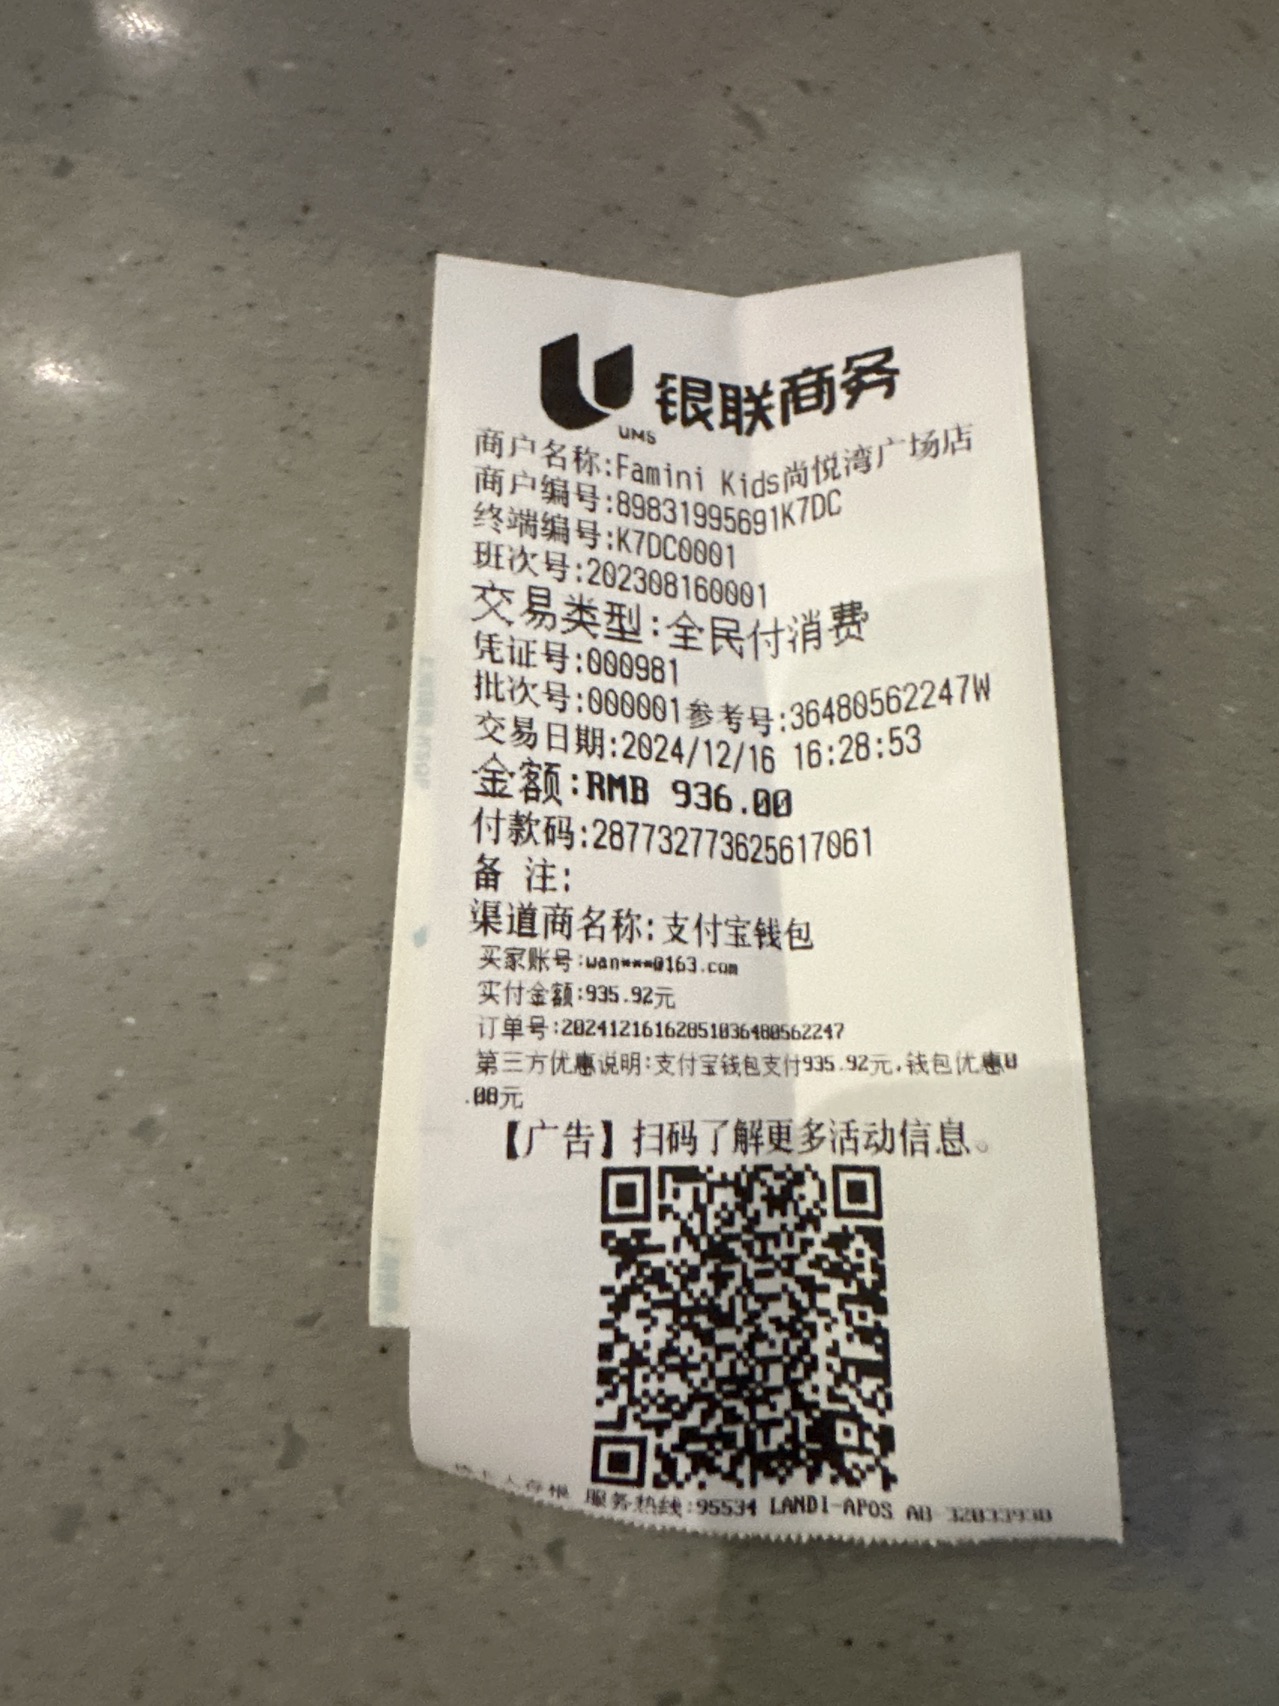 银联商务
UMS
商户名称:Famini Kids尚悦湾广场店
商户编号:89831995691K7DC
终端编号:K7DC0001
班次号:202308160001
交易类型:全民付消费
凭证号:000981
批次号:000001参考号:36480562247W
交易日期:2024/12/16 16:28:53
金额:RMB 936.00
付款码:287732773625617061
备 注:
渠道商名称:支付宝钱包
买家账号:wan***@163.com
实付金额:935.92元
订单号:20241216162851036480562247
第三方优惠说明:支付宝钱包支付935.92元,钱包优惠0
.08元
【广告】扫码了解更多活动信息。
服务热线:95534 LANDI-APOS A8